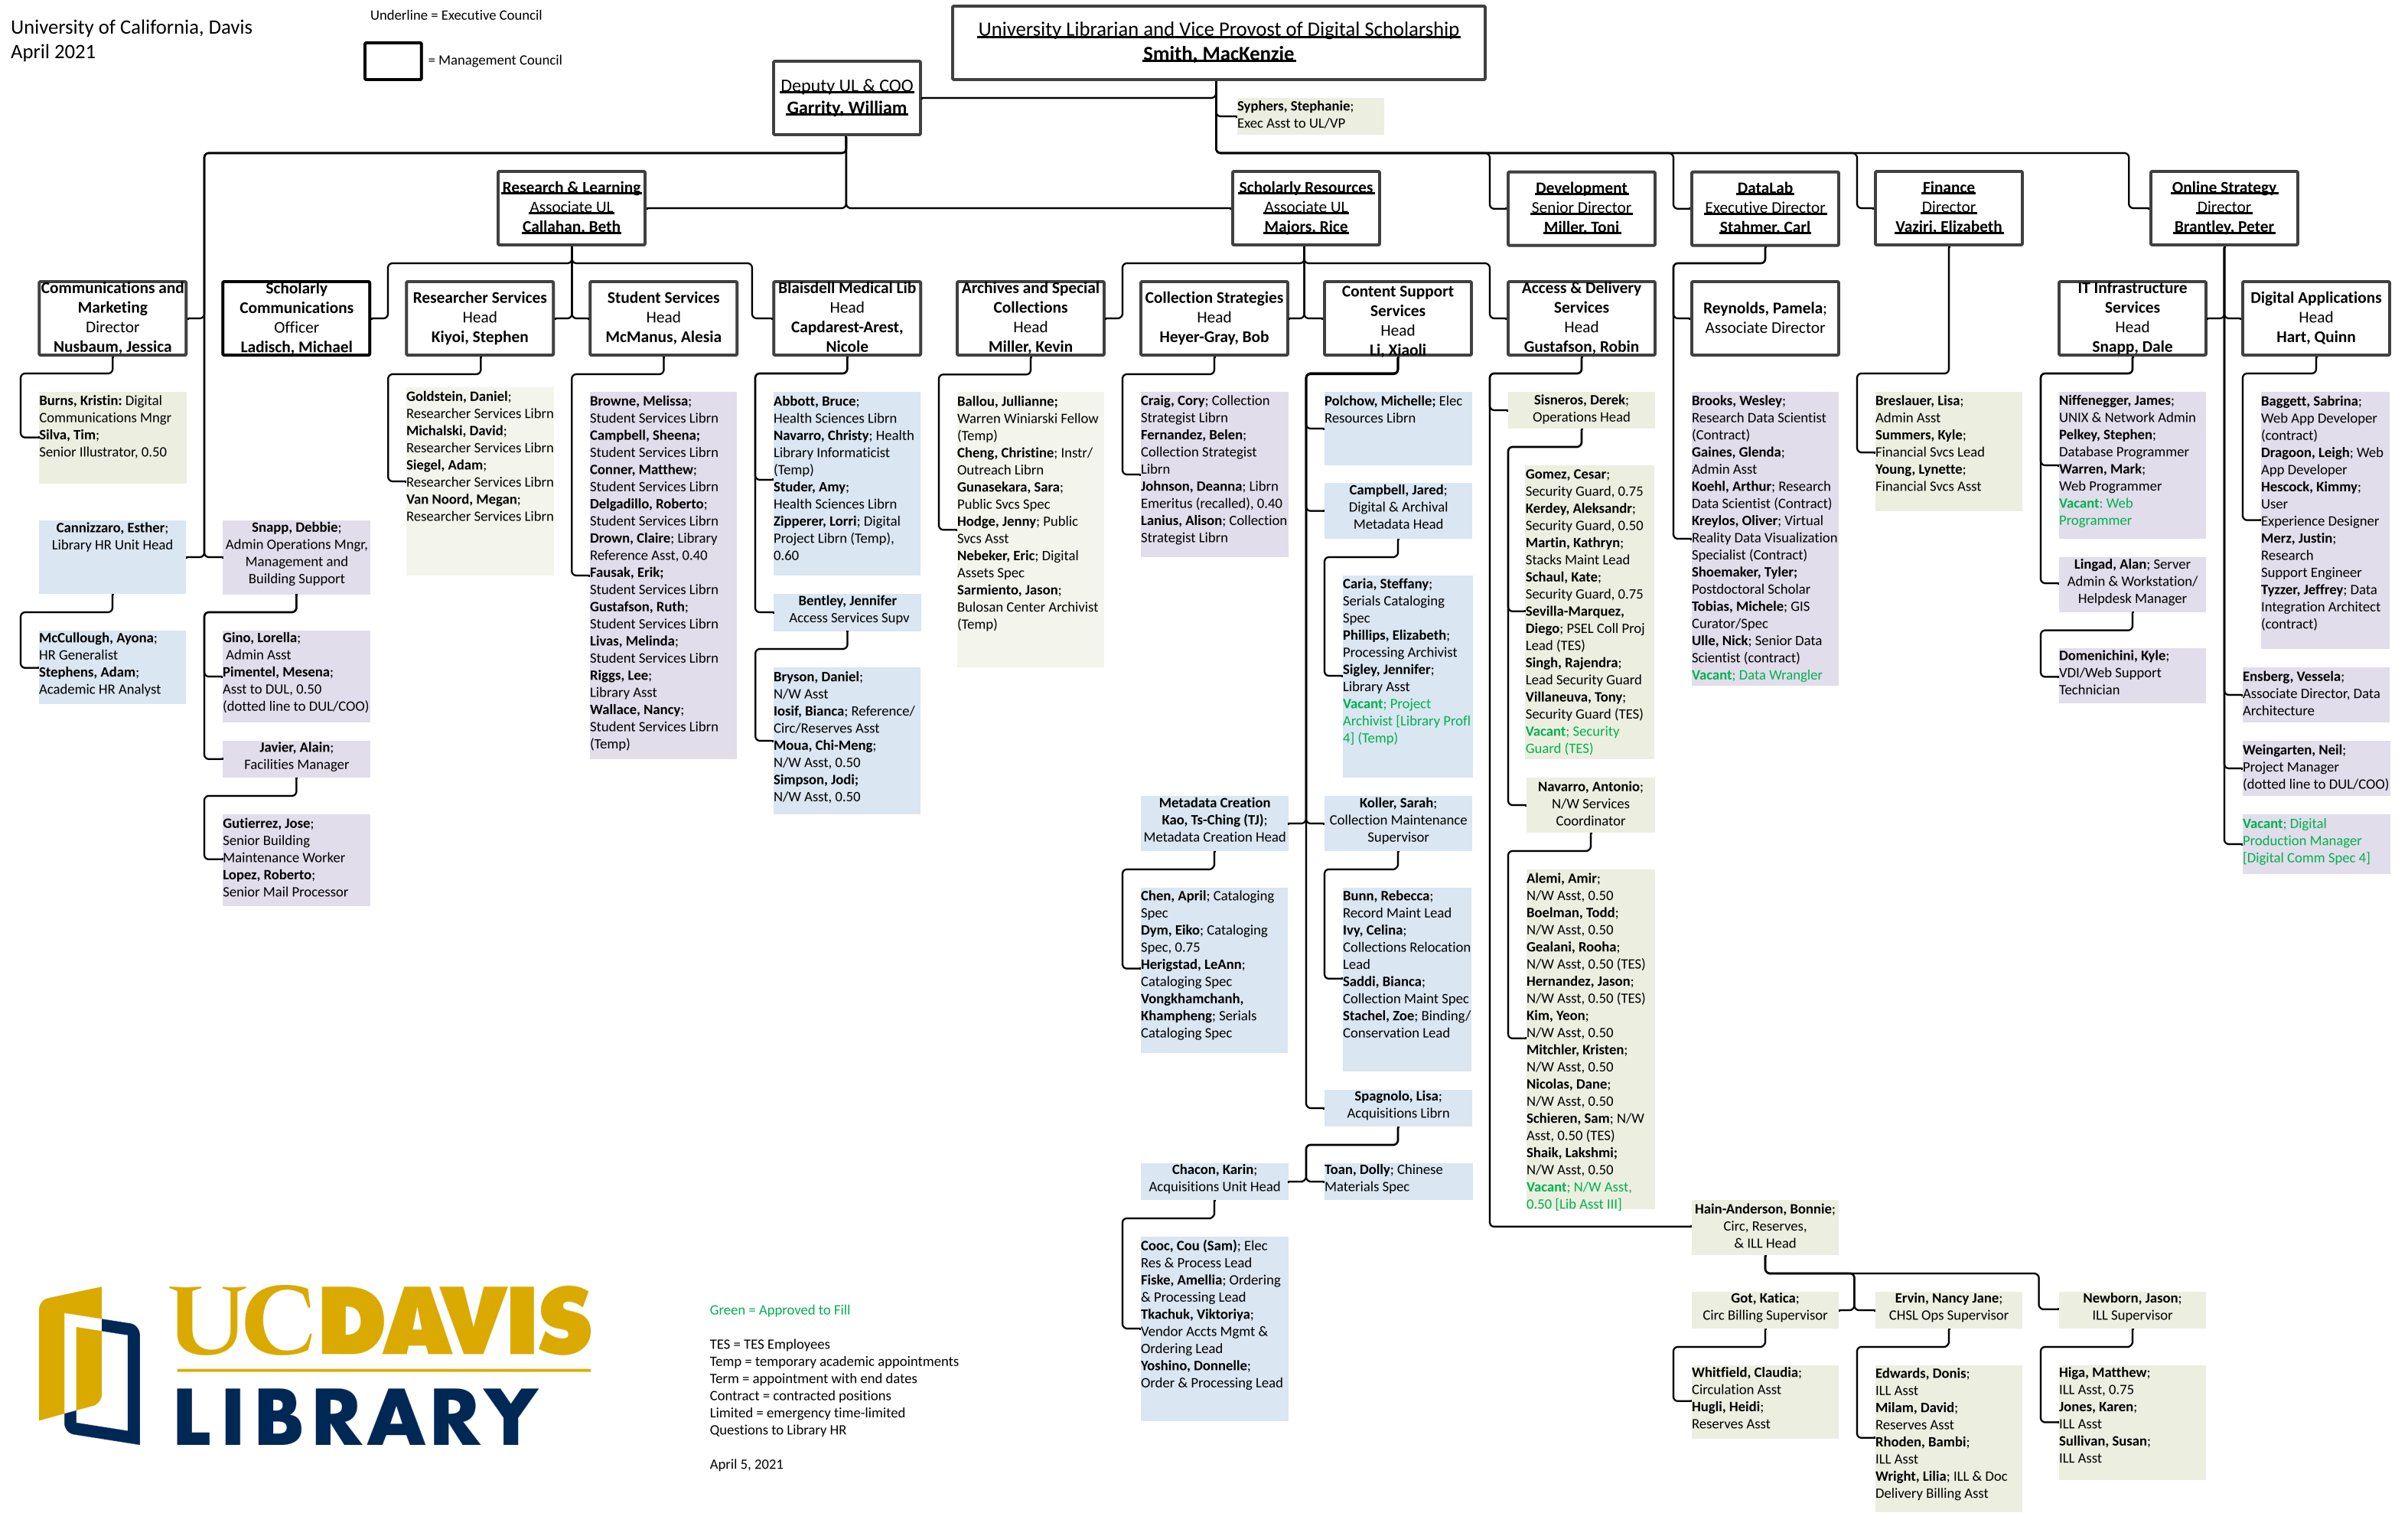 University of California, Davis
April 2021
Underline = Executive Council
= Management Council
University Librarian and Vice Provost of Digital Scholarship
Smith, MacKenzie
Deputy UL & COO
Garrity, William
Syphers, Stephanie;
Exec Asst to UL/VP
Research & Learning
Associate UL
Callahan, Beth
Scholarly Resources
Associate UL
Majors, Rice
Development
Senior Director
Miller, Toni
DataLab
Executive Director
Stahmer, Carl
Finance
Director
Vaziri, Elizabeth
Online Strategy
Director
Brantley, Peter
Communications and
Marketing
Director
Nusbaum, Jessica
Scholarly
Communications
Officer
Ladisch, Michael
Researcher Services
Head
Kiyoi, Stephen
Student Services
Head
McManus, Alesia
Blaisdell Medical Lib
Head
Capdarest-Arest,
Nicole
Archives and Special
Collections
Head
Miller, Kevin
Collection Strategies
Head
Heyer-Gray, Bob
Content Support
Services
Head
Li, Xiaoli
Access & Delivery
Services
Head
Gustafson, Robin
Reynolds, Pamela;
Associate Director
IT Infrastructure
Services
Head
Snapp, Dale
Digital Applications
Head
Hart, Quinn
Burns, Kristin: Digital
Communications Mngr
Silva, Tim;
Senior Illustrator, 0.50
Cannizzaro, Esther;
Library HR Unit Head
McCullough, Ayona;
HR Generalist
Stephens, Adam;
Academic HR Analyst
Snapp, Debbie;
Admin Operations Mngr,
Management and
Building Support
Gino, Lorella;
Admin Asst
Pimentel, Mesena;
Asst to DUL, 0.50
(dotted line to DUL/COO)
Javier, Alain;
Facilities Manager
Gutierrez, Jose;
Senior Building
Maintenance Worker
Lopez, Roberto;
Senior Mail Processor
Goldstein, Daniel;
Researcher Services Librn
Michalski, David;
Researcher Services Librn
Siegel, Adam;
Researcher Services Librn
Van Noord, Megan;
Researcher Services Librn
Browne, Melissa;
Student Services Librn
Campbell, Sheena;
Student Services Librn
Conner, Matthew;
Student Services Librn
Delgadillo, Roberto;
Student Services Librn
Drown, Claire; Library
Reference Asst, 0.40
Fausak, Erik;
Student Services Librn
Gustafson, Ruth;
Student Services Librn
Livas, Melinda;
Student Services Librn
Riggs, Lee;
Library Asst
Wallace, Nancy;
Student Services Librn
(Temp)
Abbott, Bruce;
Health Sciences Librn
Navarro, Christy; Health
Library Informaticist
(Temp)
Studer, Amy;
Health Sciences Librn
Zipperer, Lorri; Digital
Project Librn (Temp),
0.60
Bentley, Jennifer
Access Services Supv
Bryson, Daniel;
N/W Asst
Iosif, Bianca; Reference/
Circ/Reserves Asst
Moua, Chi-Meng;
N/W Asst, 0.50
Simpson, Jodi;
N/W Asst, 0.50
Ballou, Jullianne;
Warren Winiarski Fellow
(Temp)
Cheng, Christine; Instr/
Outreach Librn
Gunasekara, Sara;
Public Svcs Spec
Hodge, Jenny; Public
Svcs Asst
Nebeker, Eric; Digital
Assets Spec
Sarmiento, Jason;
Bulosan Center Archivist
(Temp)
Craig, Cory; Collection
Strategist Librn
Fernandez, Belen;
Collection Strategist
Librn
Johnson, Deanna; Librn
Emeritus (recalled), 0.40
Lanius, Alison; Collection
Strategist Librn
Polchow, Michelle; Elec
Resources Librn
Campbell, Jared;
Digital & Archival
Metadata Head
Caria, Steffany;
Serials Cataloging
Spec
Phillips, Elizabeth;
Processing Archivist
Sigley, Jennifer;
Library Asst
Vacant; Project
Archivist [Library Profl
4] (Temp)
Metadata Creation
Kao, Ts-Ching (TJ);
Metadata Creation Head
Koller, Sarah;
Collection Maintenance
Supervisor
Chen, April; Cataloging
Spec
Dym, Eiko; Cataloging
Spec, 0.75
Herigstad, LeAnn;
Cataloging Spec
Vongkhamchanh,
Khampheng; Serials
Cataloging Spec
Bunn, Rebecca;
Record Maint Lead
Ivy, Celina;
Collections Relocation
Lead
Saddi, Bianca;
Collection Maint Spec
Stachel, Zoe; Binding/
Conservation Lead
Spagnolo, Lisa;
Acquisitions Librn
Chacon, Karin;
Acquisitions Unit Head
Toan, Dolly; Chinese
Materials Spec
Cooc, Cou (Sam); Elec
Res & Process Lead
Fiske, Amellia; Ordering
& Processing Lead
Tkachuk, Viktoriya;
Vendor Accts Mgmt &
Ordering Lead
Yoshino, Donnelle;
Order & Processing Lead
Sisneros, Derek;
Operations Head
Gomez, Cesar;
Security Guard, 0.75
Kerdey, Aleksandr;
Security Guard, 0.50
Martin, Kathryn;
Stacks Maint Lead
Schaul, Kate;
Security Guard, 0.75
Sevilla-Marquez,
Diego; PSEL Coll Proj
Lead (TES)
Singh, Rajendra;
Lead Security Guard
Villaneuva, Tony;
Security Guard (TES)
Vacant; Security
Guard (TES)
Navarro, Antonio;
N/W Services
Coordinator
Alemi, Amir;
N/W Asst, 0.50
Boelman, Todd;
N/W Asst, 0.50
Gealani, Rooha;
N/W Asst, 0.50 (TES)
Hernandez, Jason;
N/W Asst, 0.50 (TES)
Kim, Yeon;
N/W Asst, 0.50
Mitchler, Kristen;
N/W Asst, 0.50
Nicolas, Dane;
N/W Asst, 0.50
Schieren, Sam; N/W
Asst, 0.50 (TES)
Shaik, Lakshmi;
N/W Asst, 0.50
Vacant; N/W Asst,
0.50 [Lib Asst III]
Brooks, Wesley;
Research Data Scientist
(Contract)
Gaines, Glenda;
Admin Asst
Koehl, Arthur; Research
Data Scientist (Contract)
Kreylos, Oliver; Virtual
Reality Data Visualization
Specialist (Contract)
Shoemaker, Tyler;
Postdoctoral Scholar
Tobias, Michele; GIS
Curator/Spec
Ulle, Nick; Senior Data
Scientist (contract)
Vacant; Data Wrangler
Breslauer, Lisa;
Admin Asst
Summers, Kyle;
Financial Svcs Lead
Young, Lynette;
Financial Svcs Asst
Niffenegger, James;
UNIX & Network Admin
Pelkey, Stephen;
Database Programmer
Warren, Mark;
Web Programmer
Vacant: Web
Programmer
Lingad, Alan; Server
Admin & Workstation/
Helpdesk Manager
Domenichini, Kyle;
VDI/Web Support
Technician
Baggett, Sabrina;
Web App Developer
(contract)
Dragoon, Leigh; Web
App Developer
Hescock, Kimmy;
User
Experience Designer
Merz, Justin;
Research
Support Engineer
Tyzzer, Jeffrey; Data
Integration Architect
(contract)
Ensberg, Vessela;
Associate Director, Data
Architecture
Weingarten, Neil;
Project Manager
(dotted line to DUL/COO)
Vacant; Digital
Production Manager
[Digital Comm Spec 4]
Hain-Anderson, Bonnie;
Circ, Reserves,
& ILL Head
Got, Katica;
Circ Billing Supervisor
Ervin, Nancy Jane;
CHSL Ops Supervisor
Newborn, Jason;
ILL Supervisor
Whitfield, Claudia;
Circulation Asst
Hugli, Heidi;
Reserves Asst
Edwards, Donis;
ILL Asst
Milam, David;
Reserves Asst
Rhoden, Bambi;
ILL Asst
Wright, Lilia; ILL & Doc
Delivery Billing Asst
Higa, Matthew;
ILL Asst, 0.75
Jones, Karen;
ILL Asst
Sullivan, Susan;
ILL Asst
UCDAVIS
LIBRARY
Green = Approved to Fill
TES = TES Employees
Temp = temporary academic appointments
Term = appointment with end dates
Contract = contracted positions
Limited = emergency time-limited
Questions to Library HR
April 5, 2021